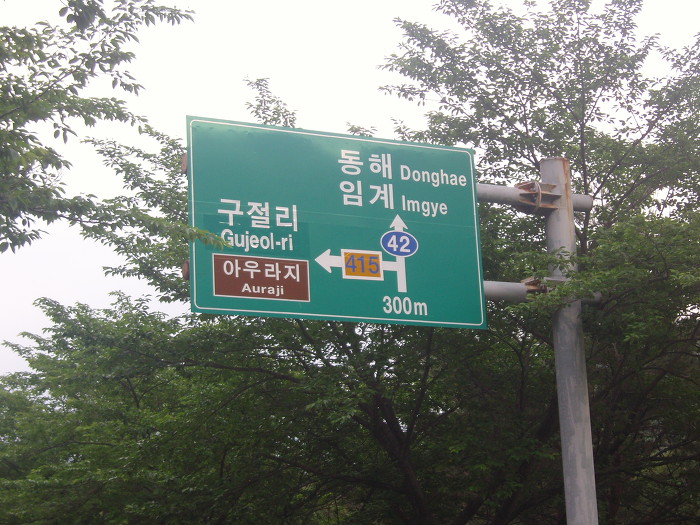 동해 Donghae
임계 Imgye
구절리
Gujeol-ri
42
415
아우라지
Auraji
300m